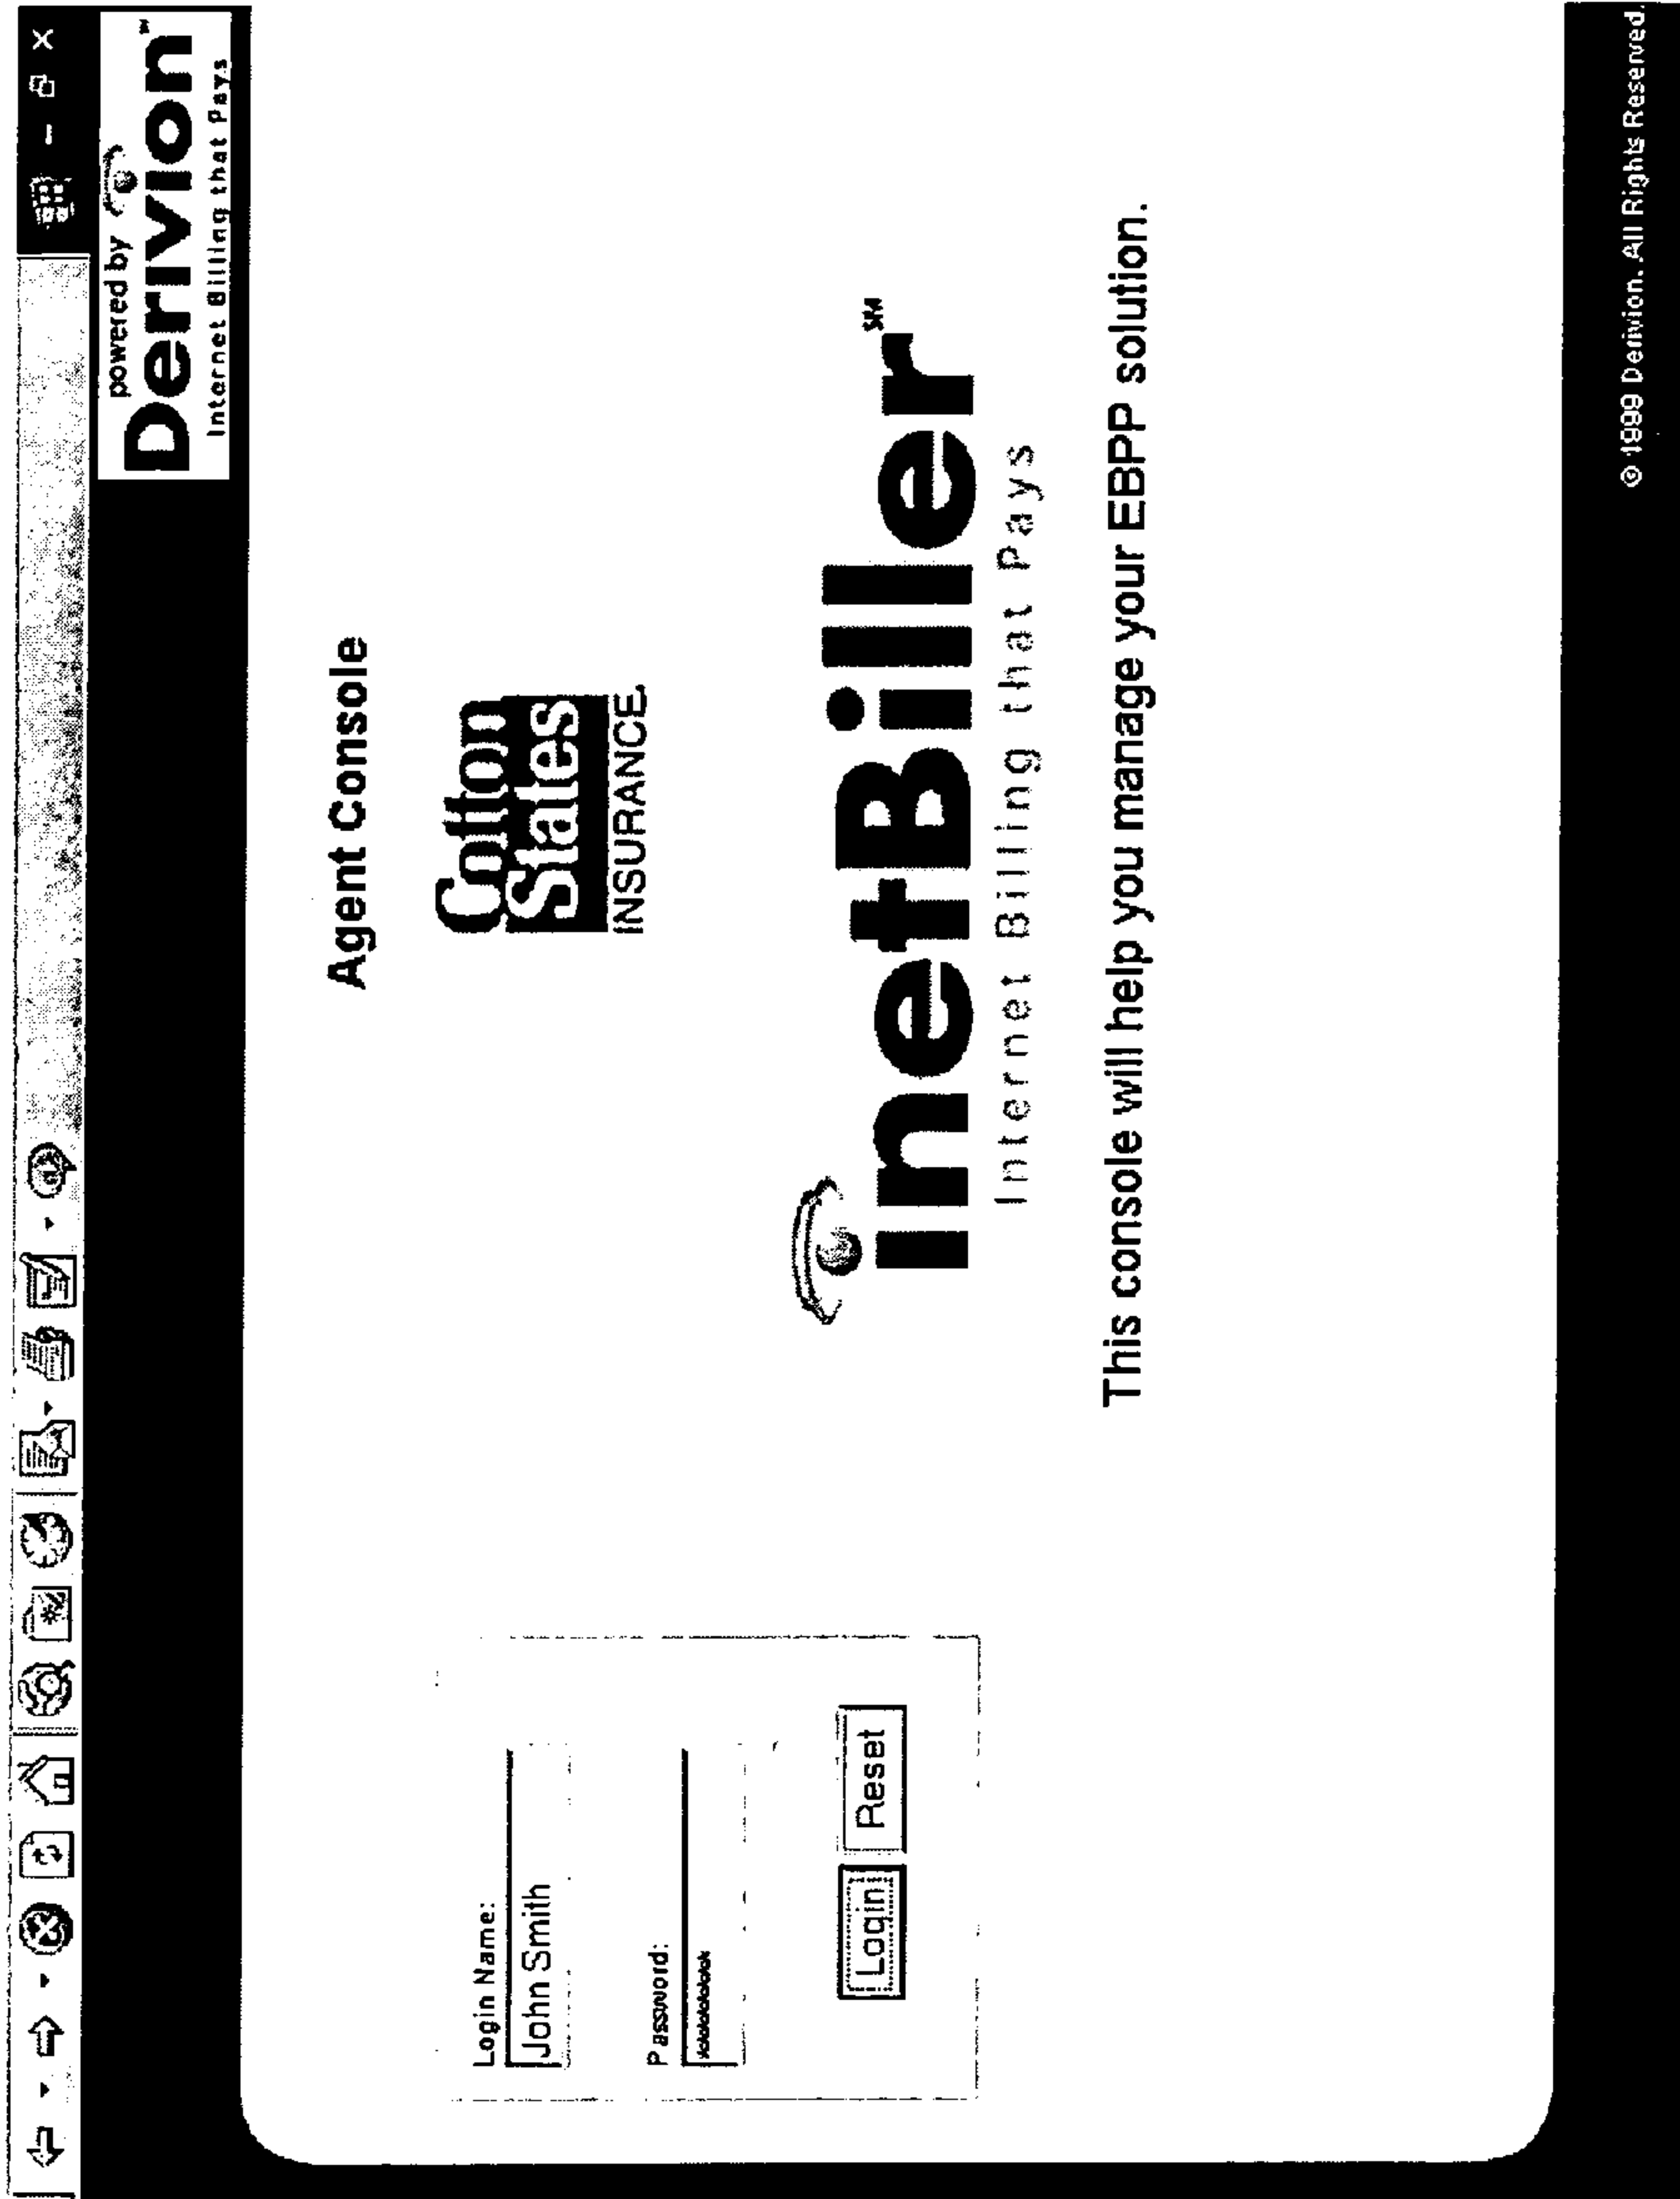 powered by
Derivion
Internet Billing that Pays
Agent Console
Cotton
States
INSURANCE
Login Name:
John Smith
Password:
*********
Login Reset
inetBiller SM
Internet Billing that Pays
This console will help you manage your EBPP solution.
© 1999 Derivion. All Rights Reserved.